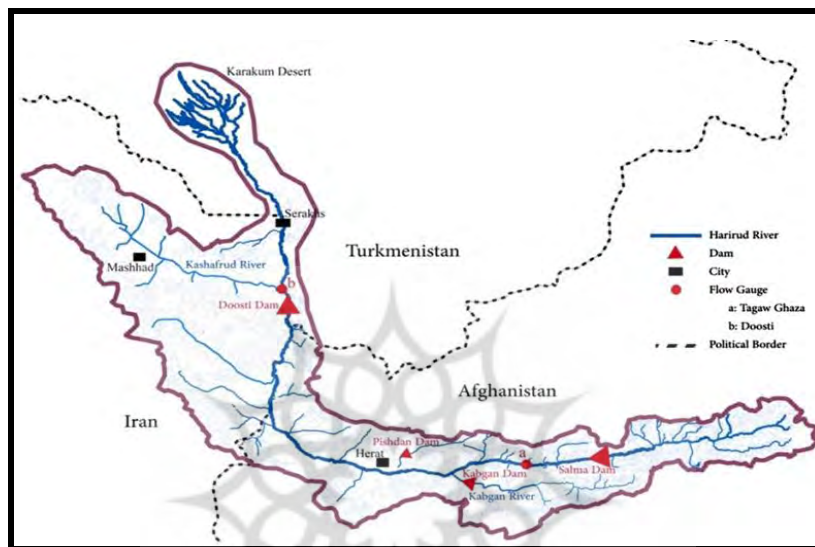 Karakum Desert
Serakhs
Turkmenistan
Mashhad
Kashafrud River
b
Doosti Dam
Harirud River
Dam
City
Flow Gauge
a: Tagaw Ghaza
b: Doosti
Political Border
Iran
Afghanistan
Pishdan Dam
Herat
a
Kabgan Dam
Salma Dam
Kabgan River